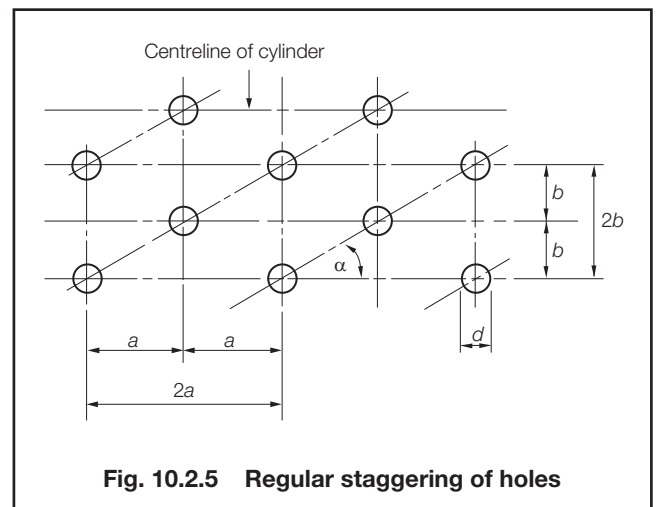 Centreline of cylinder
b
2b
b
α
d
a
a
2a
Fig. 10.2.5 Regular staggering of holes